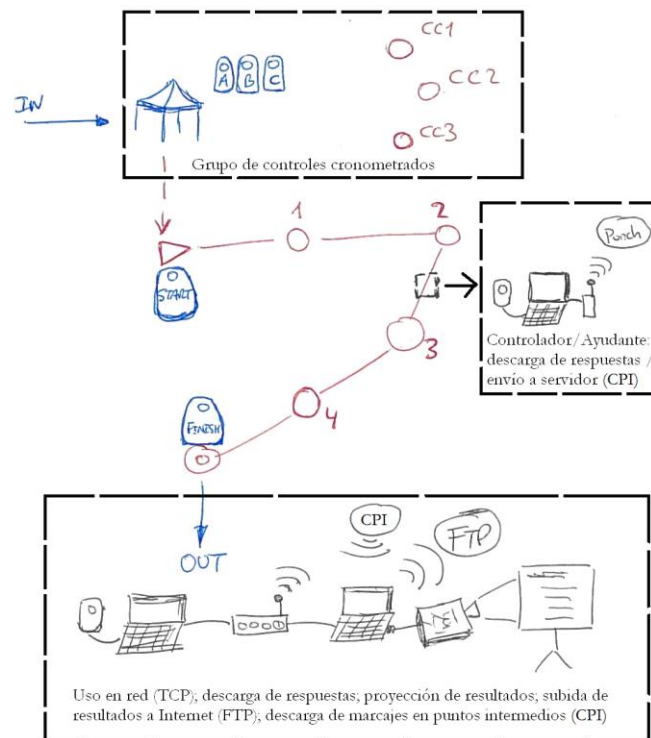 CC1
A B C
CC2
IN
CC3
Grupo de controles cronometrados
1
2
START
Punch
Controlador/Ayudante:
descarga de respuestas /
envío a servidor (CPI)
3
4
FINISH
CPI
FTP
OUT
Uso en red (TCP); descarga de respuestas; proyección de resultados; subida de
resultados a Internet (FTP); descarga de marcajes en puntos intermedios (CPI)